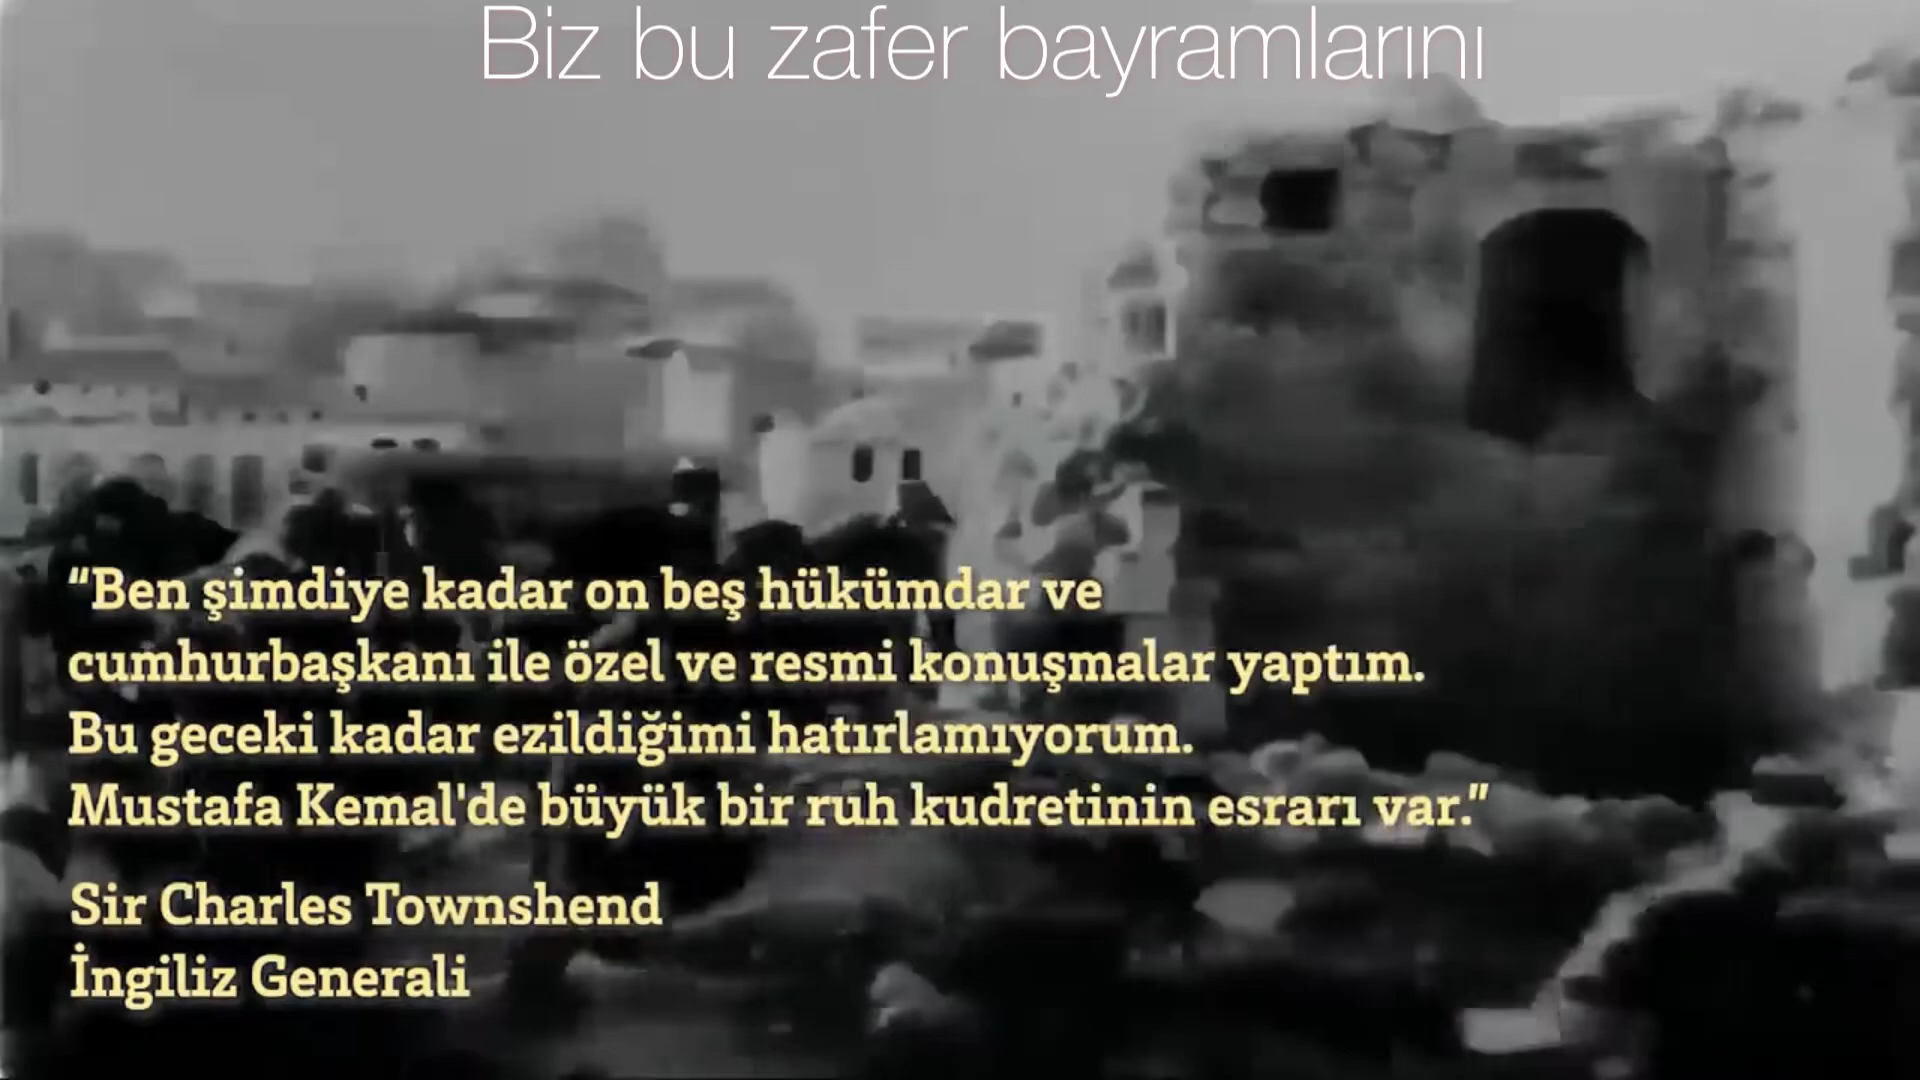 Biz bu zafer bayramlarını
“Ben şimdiye kadar on beş hükümdar ve
cumhurbaşkanı ile özel ve resmi konuşmalar yaptım.
Bu geceki kadar ezildiğimi hatırlamıyorum.
Mustafa Kemal'de büyük bir ruh kudretinin esrarı var.”
Sir Charles Townshend
İngiliz Generali